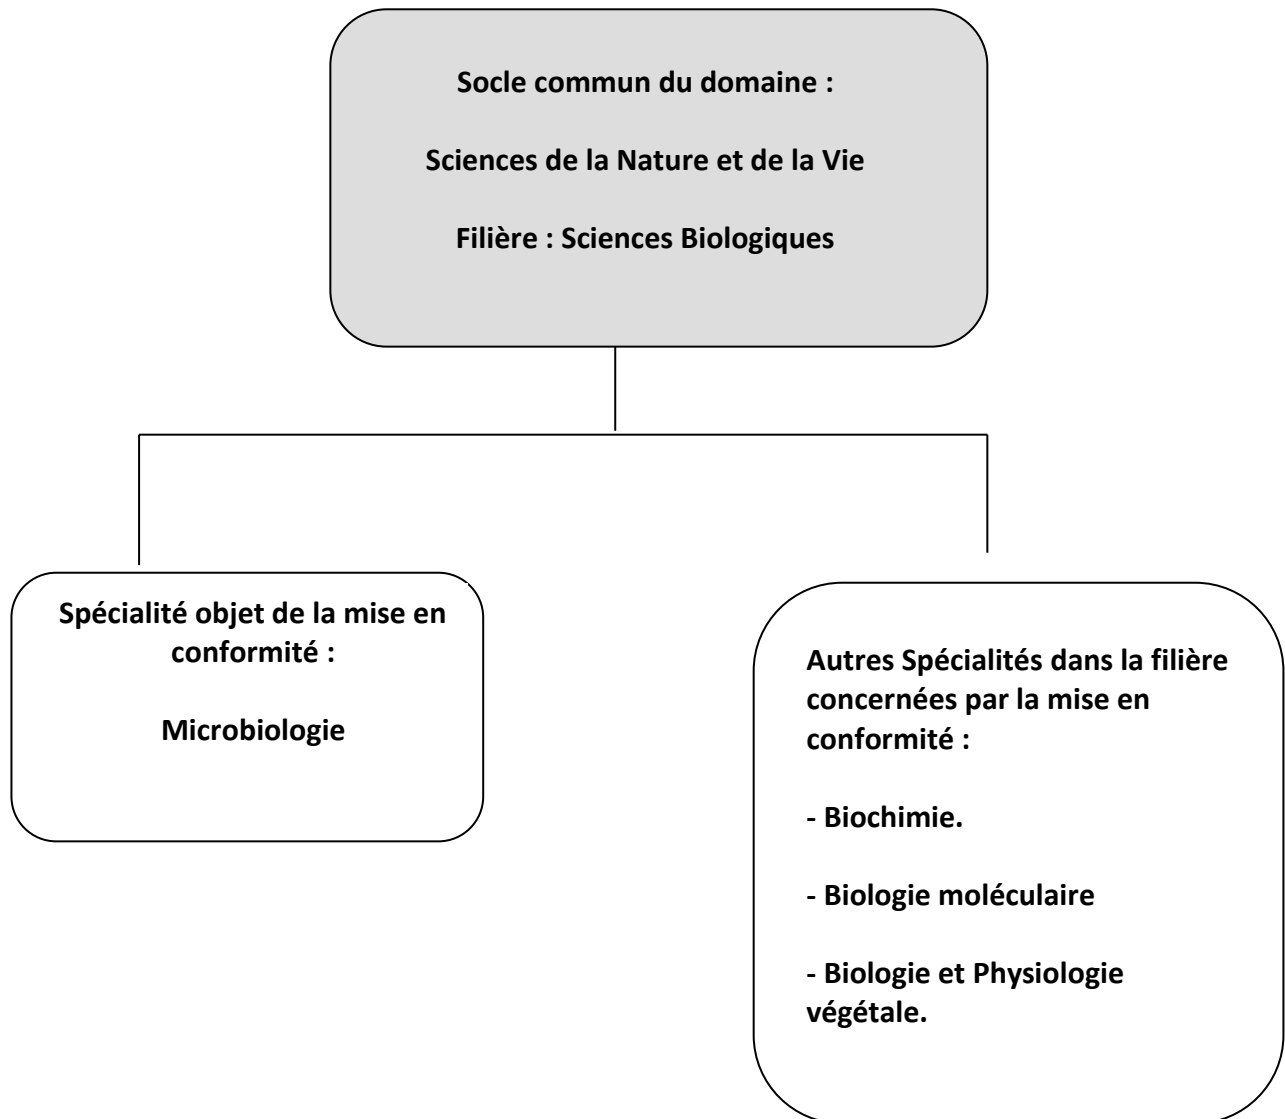 Socle commun du domaine :
Sciences de la Nature et de la Vie
Filière : Sciences Biologiques
Spécialité objet de la mise en
conformité :
Microbiologie
Autres Spécialités dans la filière
concernées par la mise en
conformité :
- Biochimie.
- Biologie moléculaire
- Biologie et Physiologie
végétale.